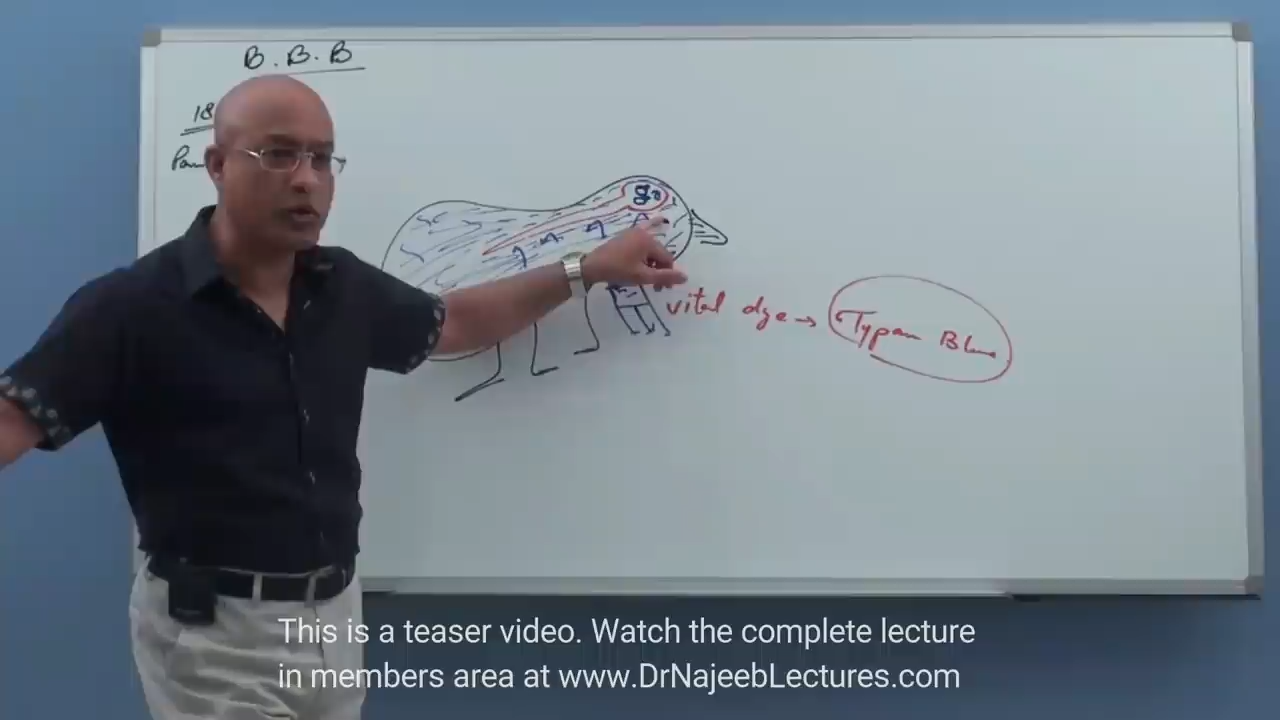 B.B.B
18
vital dye → Typan Blue
This is a teaser video. Watch the complete lecture
in members area at www.DrNajeebLectures.com